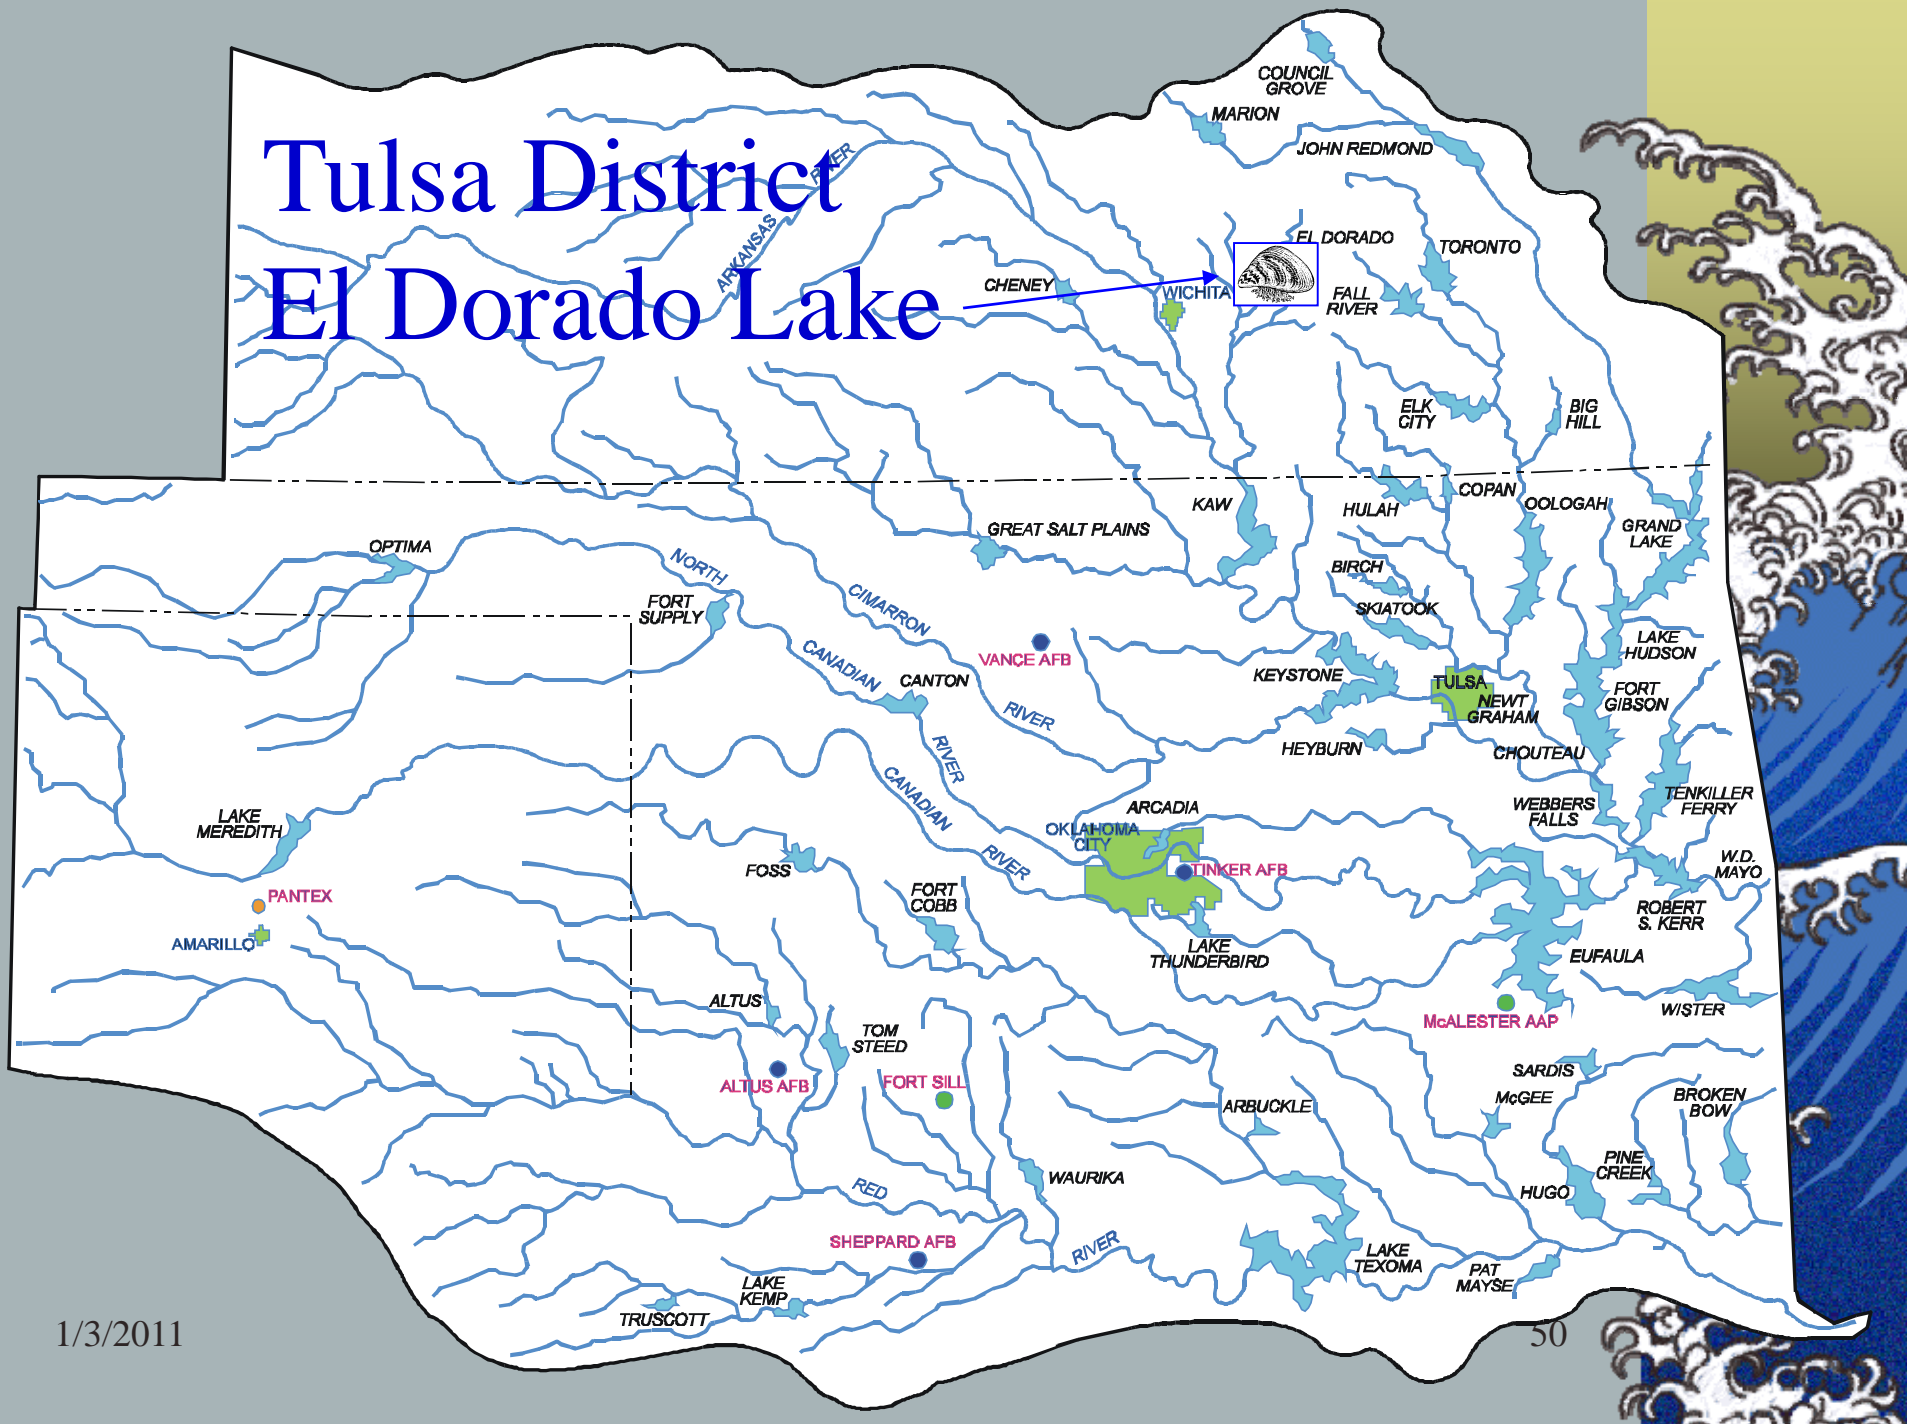 Tulsa District
El Dorado Lake
COUNCIL
GROVE
MARION
JOHN REDMOND
ARKANSAS
RIVER
EL DORADO
TORONTO
CHENEY
WICHITA
FALL
RIVER
ELK
CITY
BIG
HILL
KAW
HULAH
COPAN
OOLOGAH
GRAND
LAKE
GREAT SALT PLAINS
OPTIMA
NORTH
CANADIAN
RIVER
FORT
SUPPLY
CIMARRON
RIVER
BIRCH
SKIATOOK
VANCE AFB
CANTON
KEYSTONE
TULSA
NEWT
GRAHAM
LAKE
HUDSON
FORT
GIBSON
HEYBURN
CHOUTEAU
CANADIAN
RIVER
LAKE
MEREDITH
ARCADIA
OKLAHOMA
CITY
WEBBERS
FALLS
TENKILLER
FERRY
FOSS
TINKER AFB
W.D.
MAYO
PANTEX
AMARILLO
FORT
COBB
ROBERT
S. KERR
LAKE
THUNDERBIRD
EUFAULA
ALTUS
McALESTER AAP
WISTER
TOM
STEED
ALTUS AFB
FORT SILL
SARDIS
McGEE
ARBUCKLE
BROKEN
BOW
PINE
CREEK
HUGO
WAURIKA
RED
RIVER
SHEPPARD AFB
LAKE
TEXOMA
PAT
MAYSE
LAKE
KEMP
TRUSCOTT
1/3/2011
50